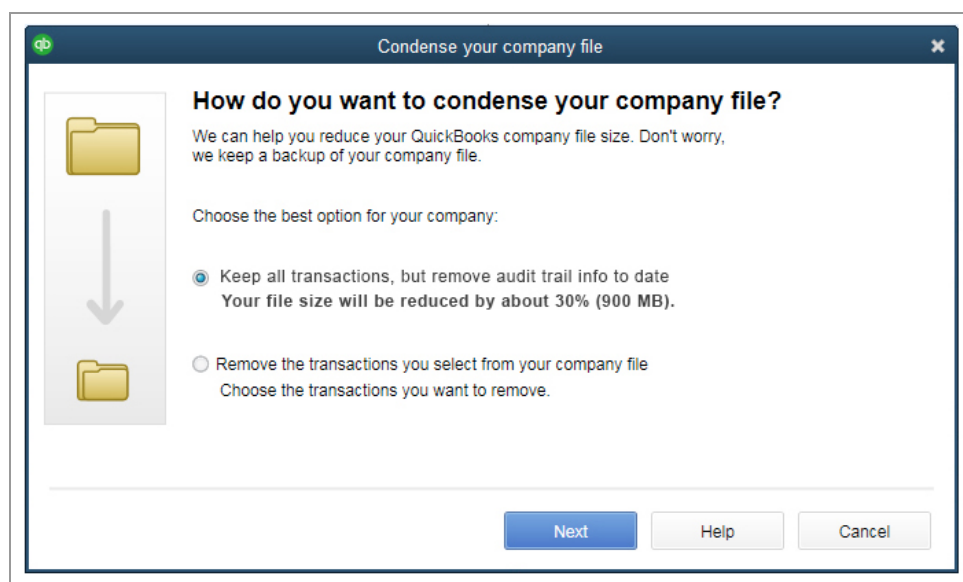 qb
Condense your company file
How do you want to condense your company file?
We can help you reduce your QuickBooks company file size. Don't worry,
we keep a backup of your company file.
Choose the best option for your company:
Keep all transactions, but remove audit trail info to date
Your file size will be reduced by about 30% (900 MB).
Remove the transactions you select from your company file
Choose the transactions you want to remove.
Next Help Cancel